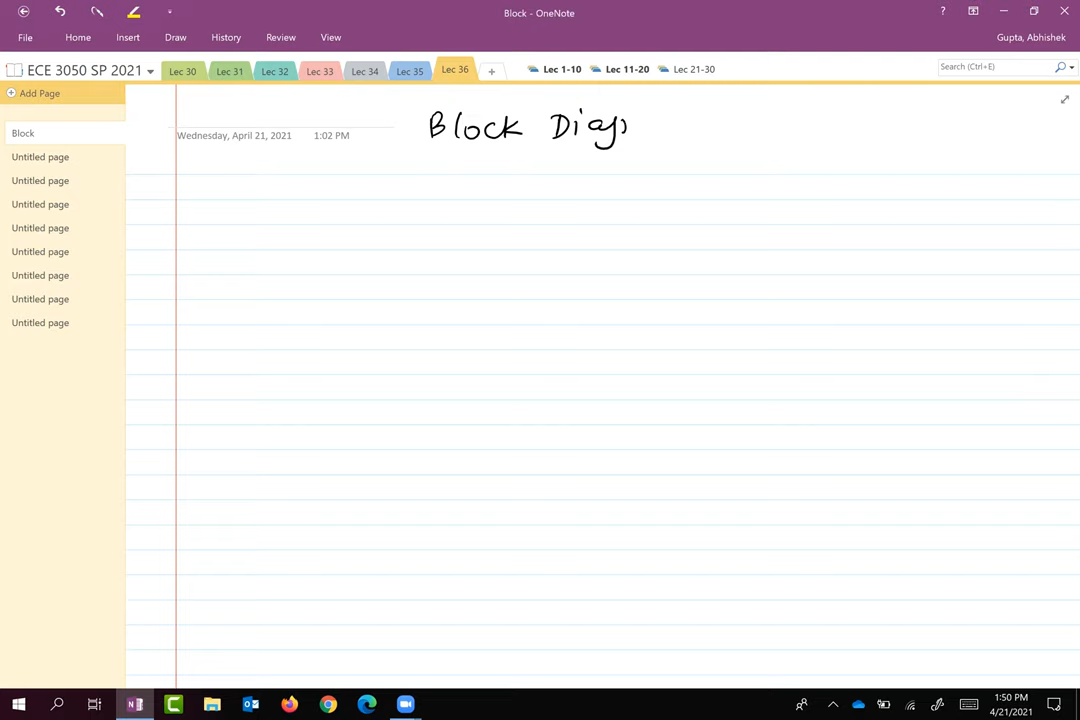 Block - OneNote
?
File Home Insert Draw History Review View Gupta, Abhishek
ECE 3050 SP 2021 Lec 30 Lec 31 Lec 32 Lec 33 Lec 34 Lec 35 Lec 36 + Lec 1-10 Lec 11-20 Lec 21-30 Search (Ctrl+E)
Add Page
Block
Untitled page
Untitled page
Untitled page
Untitled page
Untitled page
Untitled page
Untitled page
Untitled page
Block
Wednesday, April 21, 2021 1:02 PM
1:50 PM
4/21/2021